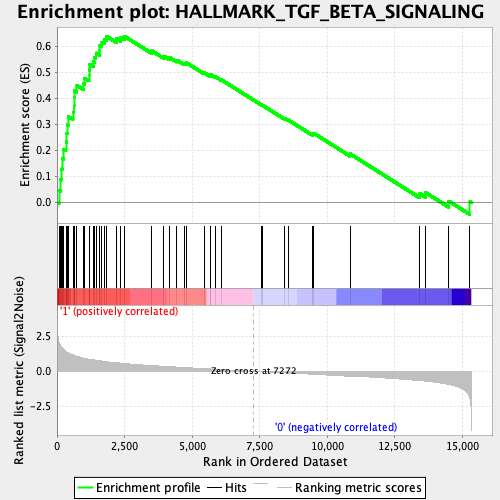 Enrichment plot: HALLMARK_TGF_BETA_SIGNALING
Enrichment score (ES)
0.6
0.5
0.4
0.3
0.2
0.1
0.0
'1' (positively correlated)
Ranked list metric (Signal2Noise)
2.5
0.0
-2.5
Zero cross at 7272
'0' (negatively correlated)
0 2,500 5,000 7,500 10,000 12,500 15,000
Rank in Ordered Dataset
Enrichment profile Hits Ranking metric scores